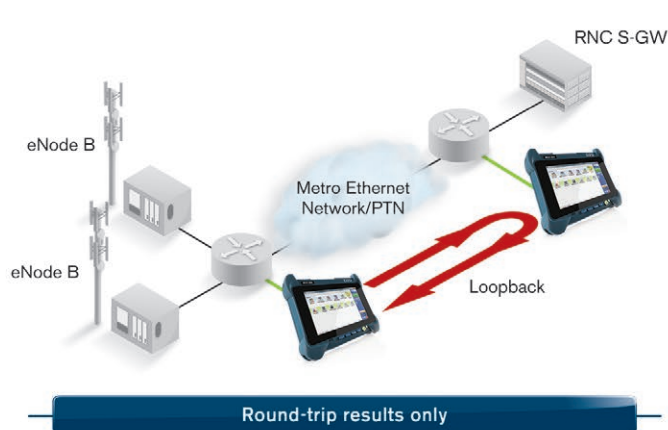 RNC S-GW
eNode B
Metro Ethernet
Network/PTN
eNode B
Loopback
Round-trip results only